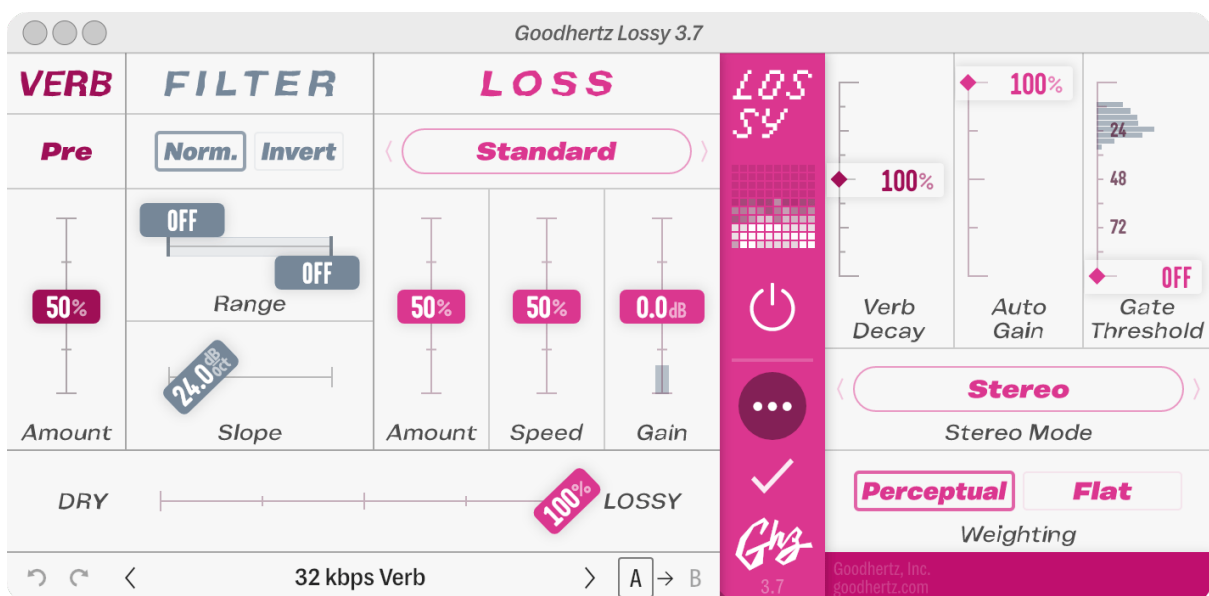 Goodhertz Lossy 3.7
VERB
FILTER
LOSS
Pre
Norm.
Invert
Standard
OFF
OFF
Range
50%
24.0 dB Oct
Slope
50%
50%
0.0dB
Amount
Amount
Speed
Gain
DRY
100%
LOSSY
32 kbps Verb
A → B
LOS
SY
Ghz
3.7
100%
Verb
Decay
100%
Auto
Gain
24
48
72
OFF
Gate
Threshold
Stereo
Stereo Mode
Perceptual
Flat
Weighting
Goodhertz, Inc.
goodhertz.com